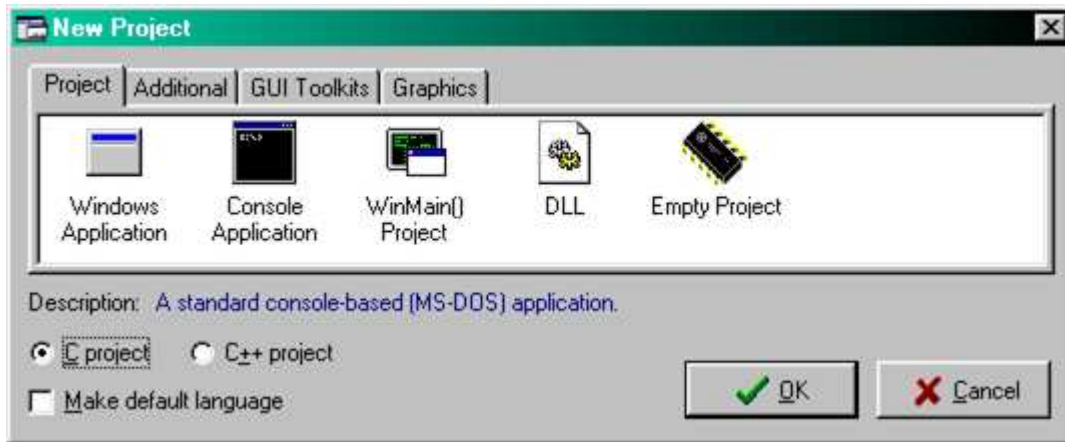 New Project
Project Additional GUI Toolkits Graphics
Windows Application
Console Application
WinMain() Project
DLL
Empty Project
Description: A standard console-based (MS-DOS) application.
C project C++ project
Make default language
OK Cancel